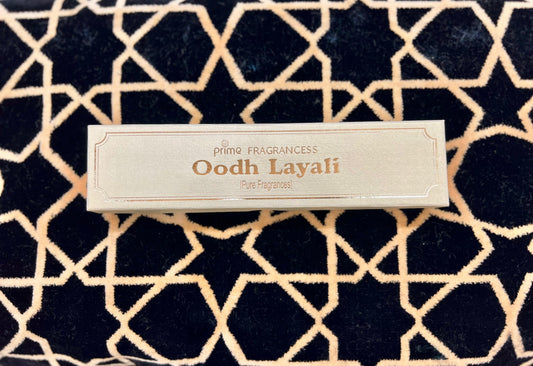 prime FRAGRANCESS
Oodh Layali
[Pure Fragrances]